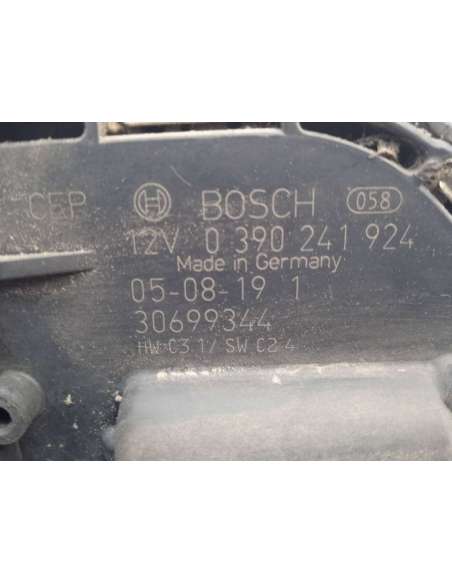 CEP BOSCH 058
12V 0 390 241 924
Made in Germany
05-08-19 1
30699344
HW C3 1/ SW C2 4